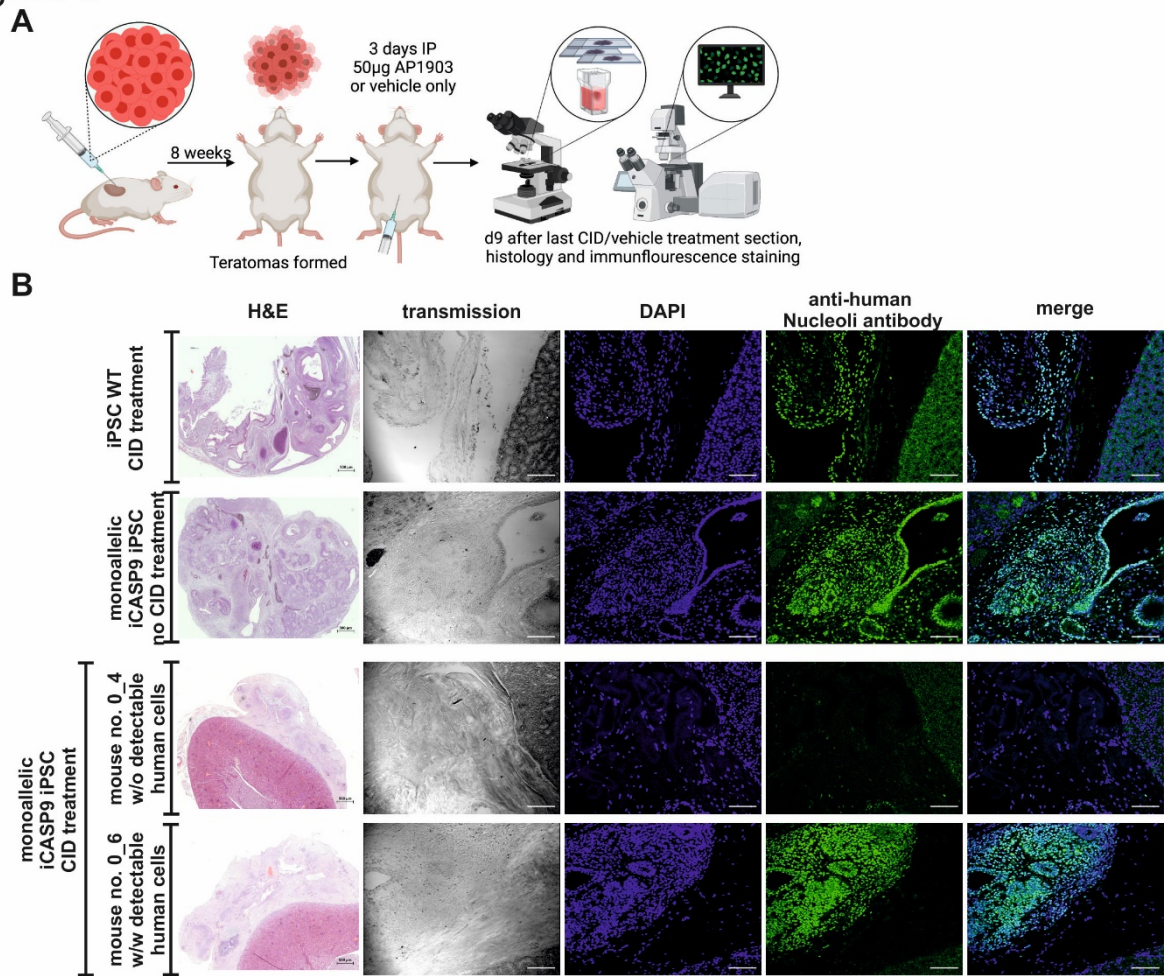 A
3 days IP
50µg AP1903
or vehicle only
8 weeks
Teratomas formed
d9 after last CID/vehicle treatment section,
histology and immunflourescence staining
B
H&E
transmission
DAPI
anti-human
Nucleoli antibody
merge
iPSC WT
CID treatment
monoallelic
iCASP9 iPSC
no CID treatment
monoallelic
iCASP9 iPSC
CID treatment
mouse no. 0_4
w/o detectable
human cells
mouse no. 0_6
w/w detectable
human cells